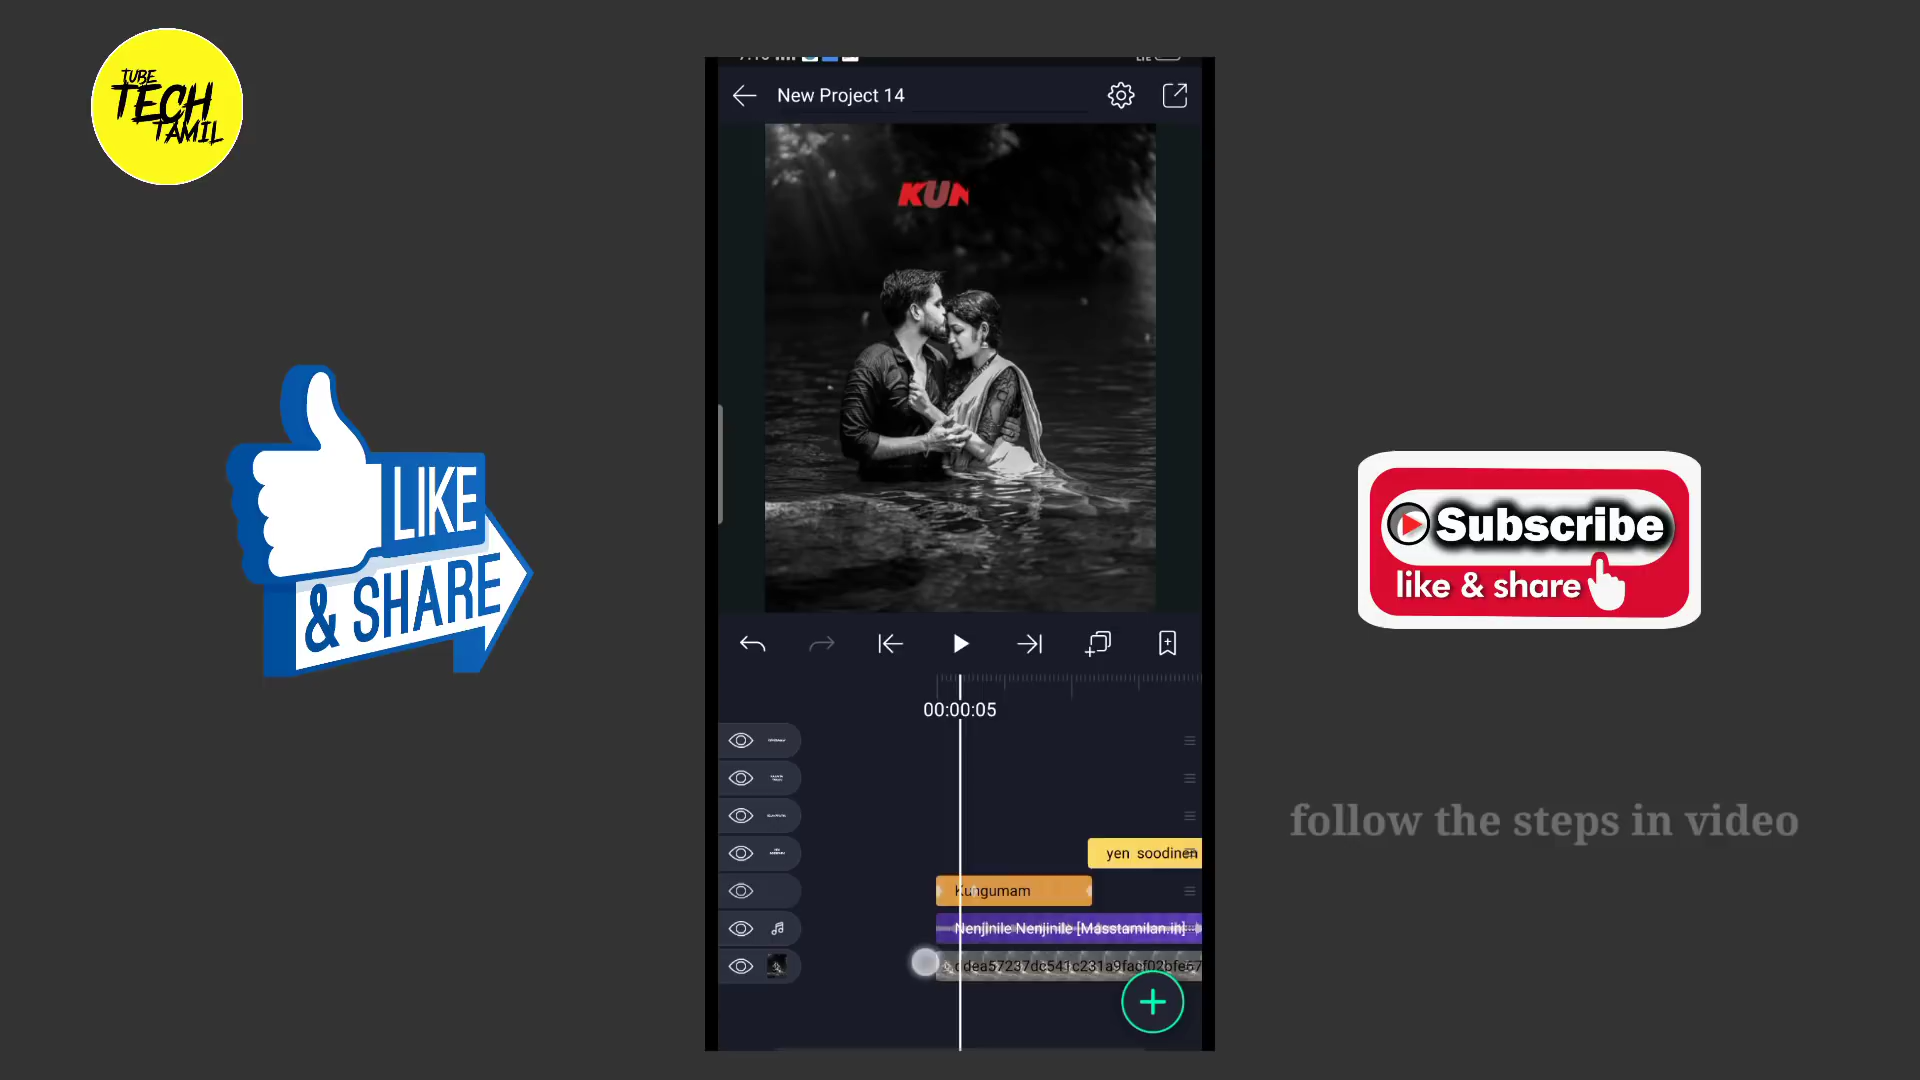 TUBE
TECH
TAMIL
New Project 14
KUN
LIKE
& SHARE
Subscribe
like & share
00:00:05
follow the steps in video
yen soodinen
Kungumam
Nenjinile Nenjinile [Masstamilan.in]